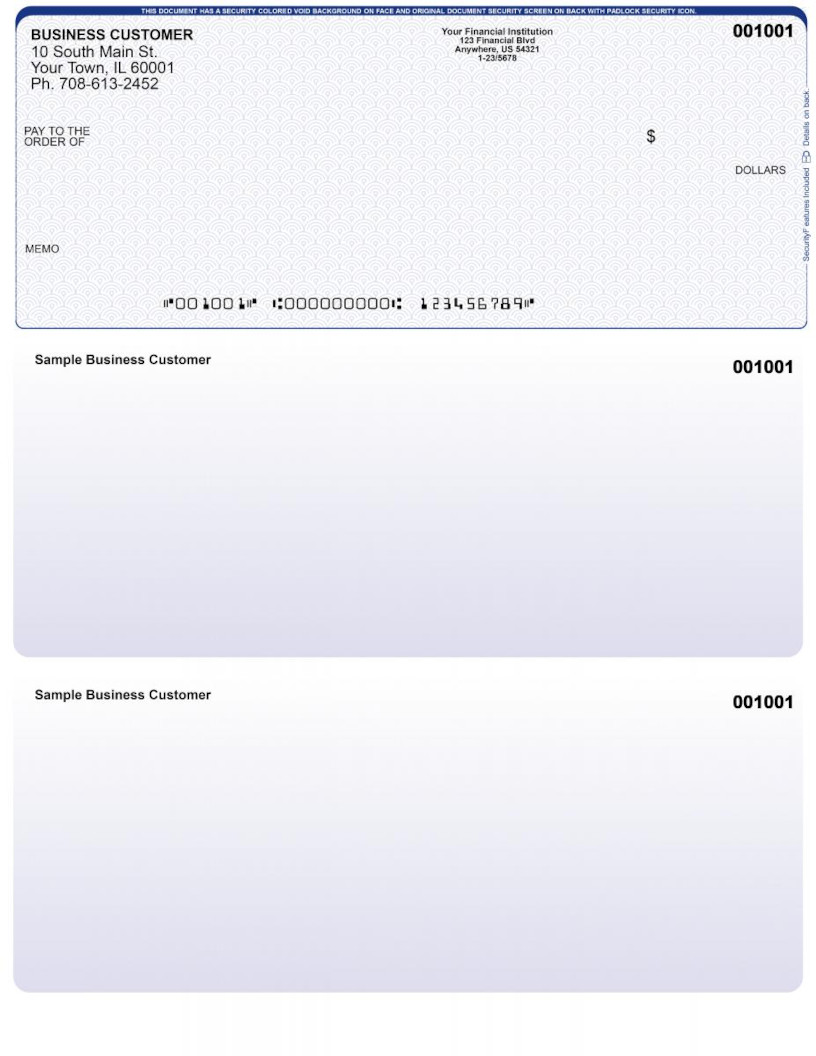 THIS DOCUMENT HAS A SECURITY COLORED VOID BACKGROUND ON FACE AND ORIGINAL DOCUMENT SECURITY SCREEN ON BACK WITH PADLOCK SECURITY ICON.
BUSINESS CUSTOMER
10 South Main St.
Your Town, IL 60001
Ph. 708-613-2452
Your Financial Institution
123 Financial Blvd
Anywhere, US 54321
1-23/5678
001001
PAY TO THE
ORDER OF
$
DOLLARS
SecurityFeatures Included Details on back
MEMO
⑈001001⑈ ⑆000000000⑆ 123456789⑈
Sample Business Customer
001001
Sample Business Customer
001001